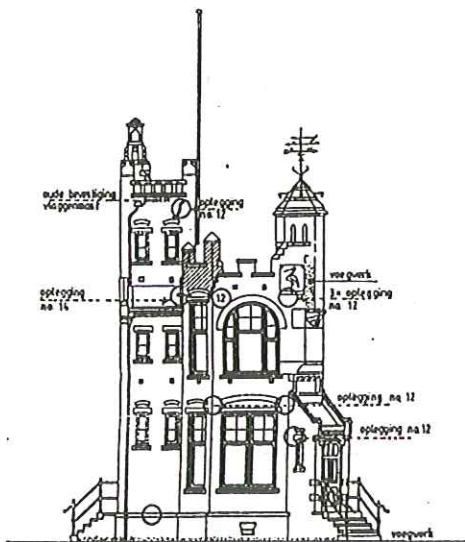 oude bevestiging
vlaggemast
oplegging
no. 12
oplegging
no. 14
12
voegwerk
3x oplegging
no. 12
oplegging no. 12
oplegging no. 12
voegwerk